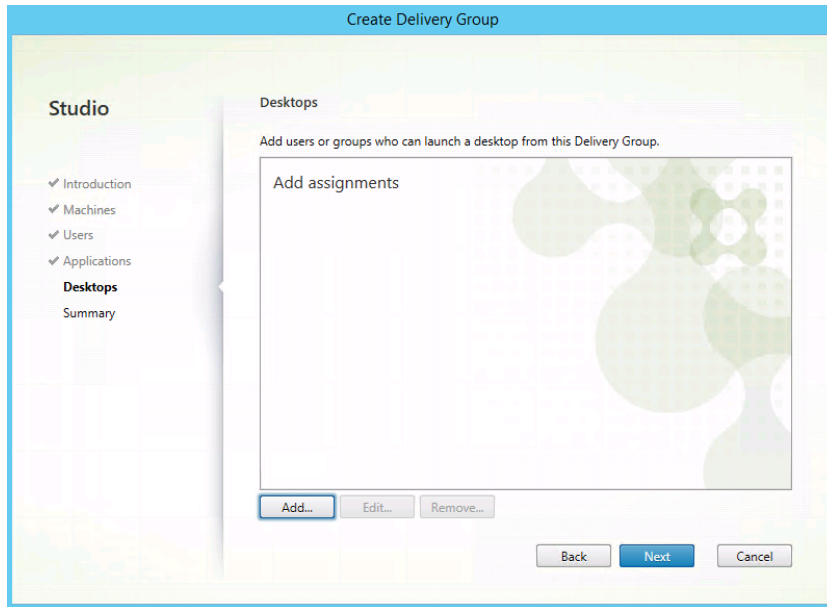 Create Delivery Group
Studio
Introduction
Machines
Users
Applications
Desktops
Summary
Desktops
Add users or groups who can launch a desktop from this Delivery Group.
Add assignments
Add...
Edit...
Remove...
Back
Next
Cancel